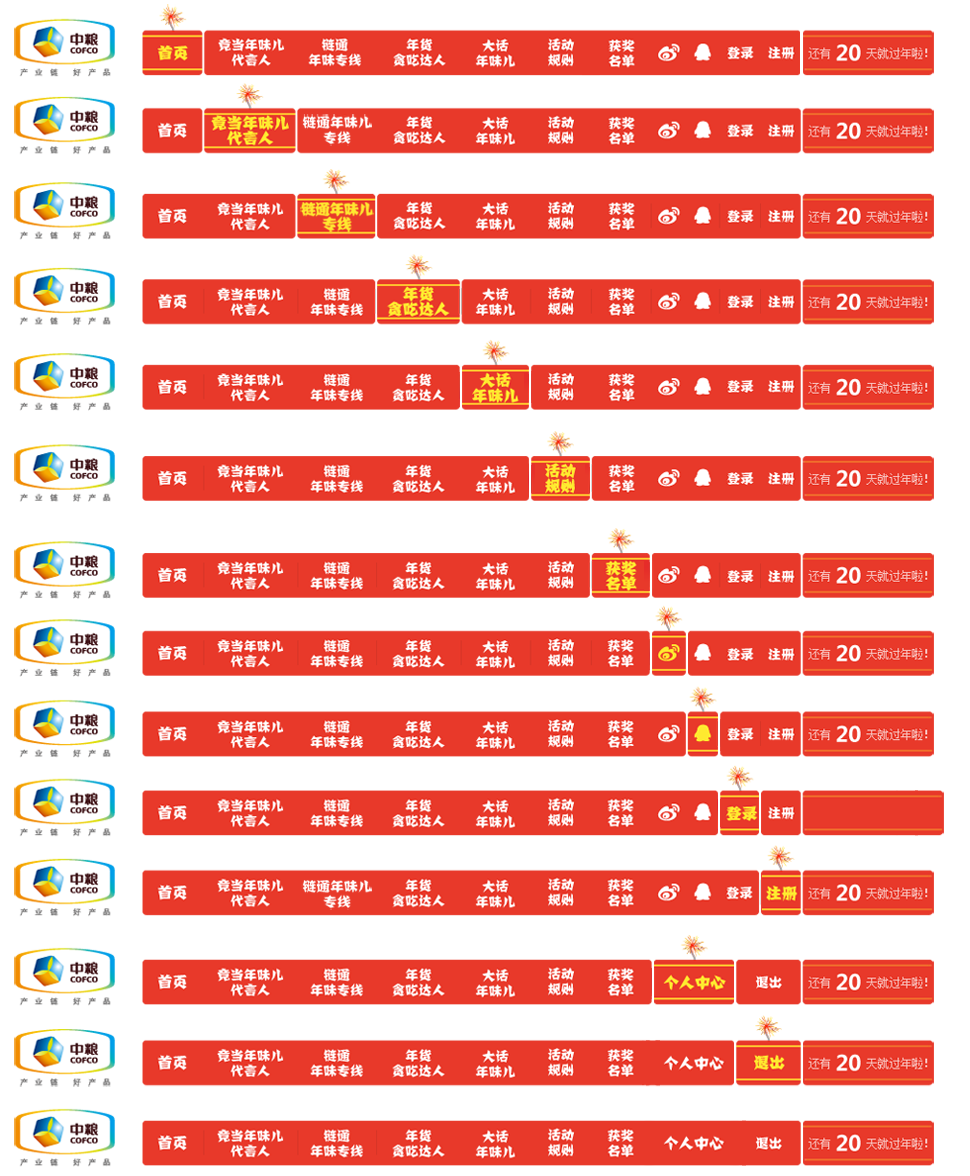 中粮
COFCO
产业链 好产品
首页 竟当年味儿代言人 链通年味专线 年货贪吃达人 大话年味儿 活动规则 获奖名单 登录 注册 还有 20 天就过年啦!
中粮
COFCO
产业链 好产品
首页 竟当年味儿代言人 链通年味儿专线 年货贪吃达人 大话年味儿 活动规则 获奖名单 登录 注册 还有 20 天就过年啦!
中粮
COFCO
产业链 好产品
首页 竟当年味儿代言人 链通年味儿专线 年货贪吃达人 大话年味儿 活动规则 获奖名单 登录 注册 还有 20 天就过年啦!
中粮
COFCO
产业链 好产品
首页 竟当年味儿代言人 链通年味专线 年货贪吃达人 大话年味儿 活动规则 获奖名单 登录 注册 还有 20 天就过年啦!
中粮
COFCO
产业链 好产品
首页 竟当年味儿代言人 链通年味专线 年货贪吃达人 大话年味儿 活动规则 获奖名单 登录 注册 还有 20 天就过年啦!
中粮
COFCO
产业链 好产品
首页 竟当年味儿代言人 链通年味专线 年货贪吃达人 大话年味儿 活动规则 获奖名单 登录 注册 还有 20 天就过年啦!
中粮
COFCO
产业链 好产品
首页 竟当年味儿代言人 链通年味专线 年货贪吃达人 大话年味儿 活动规则 获奖名单 登录 注册 还有 20 天就过年啦!
中粮
COFCO
产业链 好产品
首页 竟当年味儿代言人 链通年味专线 年货贪吃达人 大话年味儿 活动规则 获奖名单 登录 注册 还有 20 天就过年啦!
中粮
COFCO
产业链 好产品
首页 竟当年味儿代言人 链通年味专线 年货贪吃达人 大话年味儿 活动规则 获奖名单 登录 注册 还有 20 天就过年啦!
中粮
COFCO
产业链 好产品
首页 竟当年味儿代言人 链通年味专线 年货贪吃达人 大话年味儿 活动规则 获奖名单 登录 注册
中粮
COFCO
产业链 好产品
首页 竟当年味儿代言人 链通年味儿专线 年货贪吃达人 大话年味儿 活动规则 获奖名单 登录 注册 还有 20 天就过年啦!
中粮
COFCO
产业链 好产品
首页 竟当年味儿代言人 链通年味专线 年货贪吃达人 大话年味儿 活动规则 获奖名单 个人中心 退出 还有 20 天就过年啦!
中粮
COFCO
产业链 好产品
首页 竟当年味儿代言人 链通年味专线 年货贪吃达人 大话年味儿 活动规则 获奖名单 个人中心 退出 还有 20 天就过年啦!
中粮
COFCO
产业链 好产品
首页 竟当年味儿代言人 链通年味专线 年货贪吃达人 大话年味儿 活动规则 获奖名单 个人中心 退出 还有 20 天就过年啦!